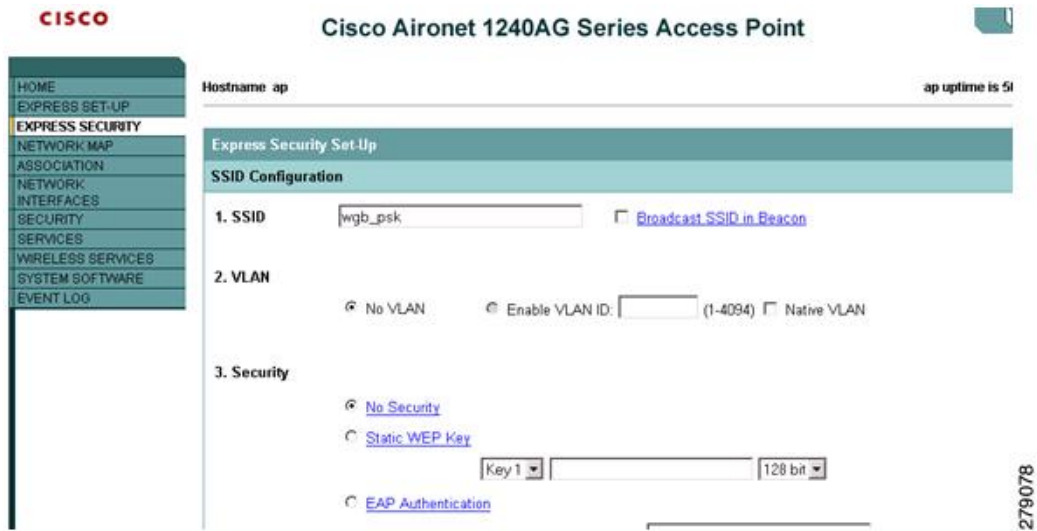 CISCO
Cisco Aironet 1240AG Series Access Point
HOME
EXPRESS SET-UP
EXPRESS SECURITY
NETWORK MAP
ASSOCIATION
NETWORK
INTERFACES
SECURITY
SERVICES
WIRELESS SERVICES
SYSTEM SOFTWARE
EVENT LOG
Hostname ap
ap uptime is 5
Express Security Set-Up
SSID Configuration
1. SSID wgb_psk Broadcast SSID in Beacon
2. VLAN
No VLAN Enable VLAN ID: (1-4094) Native VLAN
3. Security
No Security
Static WEP Key
Key 1 128 bit
EAP Authentication
279078